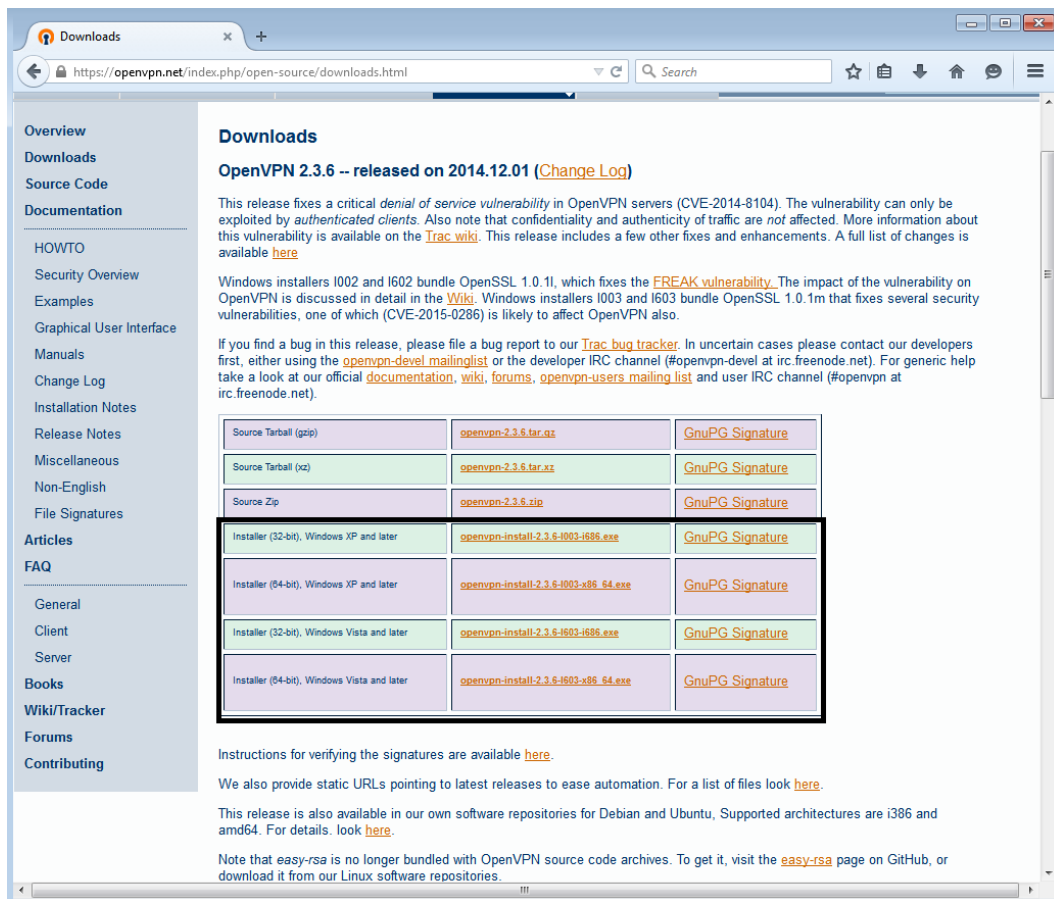 Downloads
https://openvpn.net/index.php/open-source/downloads.html
Search
Overview
Downloads
Source Code
Documentation
HOWTO
Security Overview
Examples
Graphical User Interface
Manuals
Change Log
Installation Notes
Release Notes
Miscellaneous
Non-English
File Signatures
Articles
FAQ
General
Client
Server
Books
Wiki/Tracker
Forums
Contributing
Downloads
OpenVPN 2.3.6 -- released on 2014.12.01 (Change Log)
This release fixes a critical denial of service vulnerability in OpenVPN servers (CVE-2014-8104). The vulnerability can only be
exploited by authenticated clients. Also note that confidentiality and authenticity of traffic are not affected. More information about
this vulnerability is available on the Trac wiki. This release includes a few other fixes and enhancements. A full list of changes is
available here
Windows installers I002 and I602 bundle OpenSSL 1.0.1l, which fixes the FREAK vulnerability. The impact of the vulnerability on
OpenVPN is discussed in detail in the Wiki. Windows installers I003 and I603 bundle OpenSSL 1.0.1m that fixes several security
vulnerabilities, one of which (CVE-2015-0286) is likely to affect OpenVPN also.
If you find a bug in this release, please file a bug report to our Trac bug tracker. In uncertain cases please contact our developers
first, either using the openvpn-devel mailinglist or the developer IRC channel (#openvpn-devel at irc.freenode.net). For generic help
take a look at our official documentation, wiki, forums, openvpn-users mailing list and user IRC channel (#openvpn at
irc.freenode.net).
Source Tarball (gzip) openvpn-2.3.6.tar.gz GnuPG Signature
Source Tarball (xz) openvpn-2.3.6.tar.xz GnuPG Signature
Source Zip openvpn-2.3.6.zip GnuPG Signature
Installer (32-bit), Windows XP and later openvpn-install-2.3.6-I003-i686.exe GnuPG Signature
Installer (64-bit), Windows XP and later openvpn-install-2.3.6-I003-x86_64.exe GnuPG Signature
Installer (32-bit), Windows Vista and later openvpn-install-2.3.6-I603-i686.exe GnuPG Signature
Installer (64-bit), Windows Vista and later openvpn-install-2.3.6-I603-x86_64.exe GnuPG Signature
Instructions for verifying the signatures are available here.
We also provide static URLs pointing to latest releases to ease automation. For a list of files look here.
This release is also available in our own software repositories for Debian and Ubuntu, Supported architectures are i386 and
amd64. For details. look here.
Note that easy-rsa is no longer bundled with OpenVPN source code archives. To get it, visit the easy-rsa page on GitHub, or
download it from our Linux software repositories.